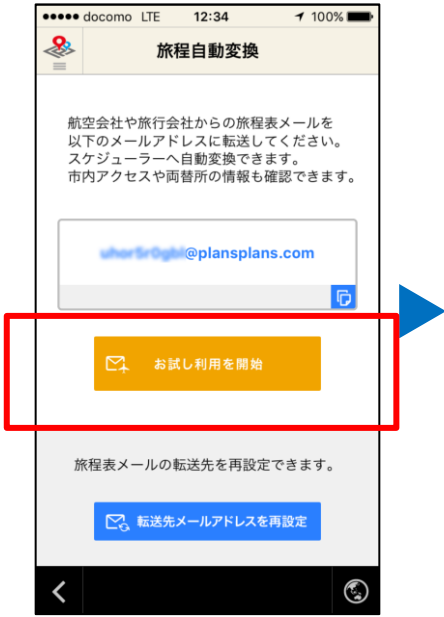 docomo LTE 12:34 100%
旅程自動変換
航空会社や旅行会社からの旅程表メールを
以下のメールアドレスに転送してください。
スケジューラーへ自動変換できます。
市内アクセスや両替所の情報も確認できます。
@plansplans.com
お試し利用を開始
旅程表メールの転送先を再設定できます。
転送先メールアドレスを再設定